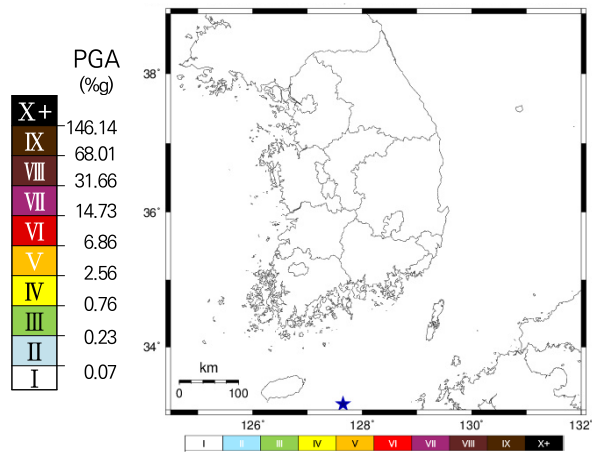 PGA
(%g)
X+
146.14
IX
68.01
VIII
31.66
VII
14.73
VI
6.86
V
2.56
IV
0.76
III
0.23
II
0.07
I
38°
36°
34°
km
0 100
126° 128° 130° 132°
I II III IV V VI VII VIII IX X+